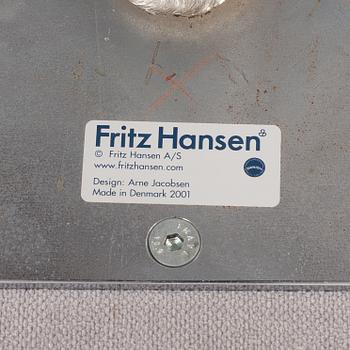 Fritz Hansen
© Fritz Hansen A/S
www.fritzhansen.com
Design: Arne Jacobsen
Made in Denmark 2001